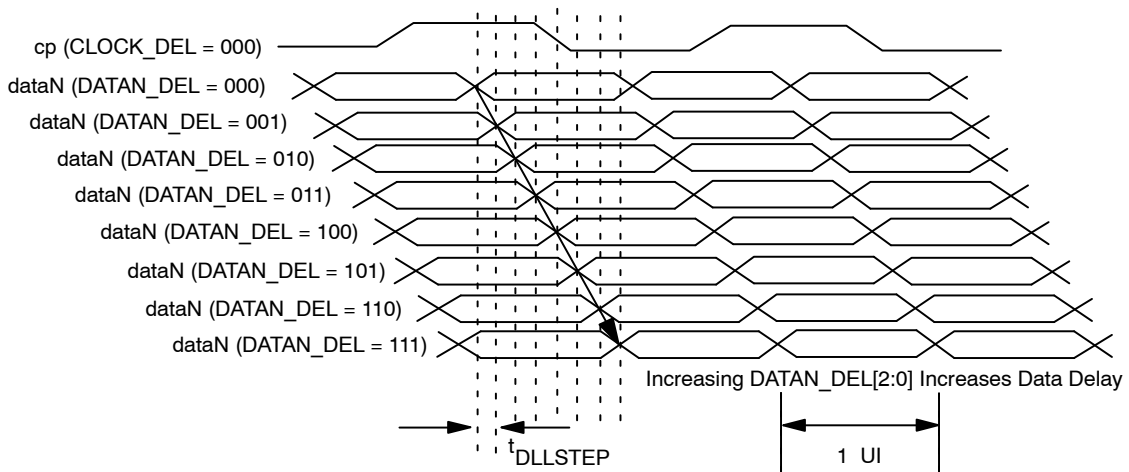 cp (CLOCK_DEL = 000)
dataN (DATAN_DEL = 000)
dataN (DATAN_DEL = 001)
dataN (DATAN_DEL = 010)
dataN (DATAN_DEL = 011)
dataN (DATAN_DEL = 100)
dataN (DATAN_DEL = 101)
dataN (DATAN_DEL = 110)
dataN (DATAN_DEL = 111)
Increasing DATAN_DEL[2:0] Increases Data Delay
tDLLSTEP
1 UI